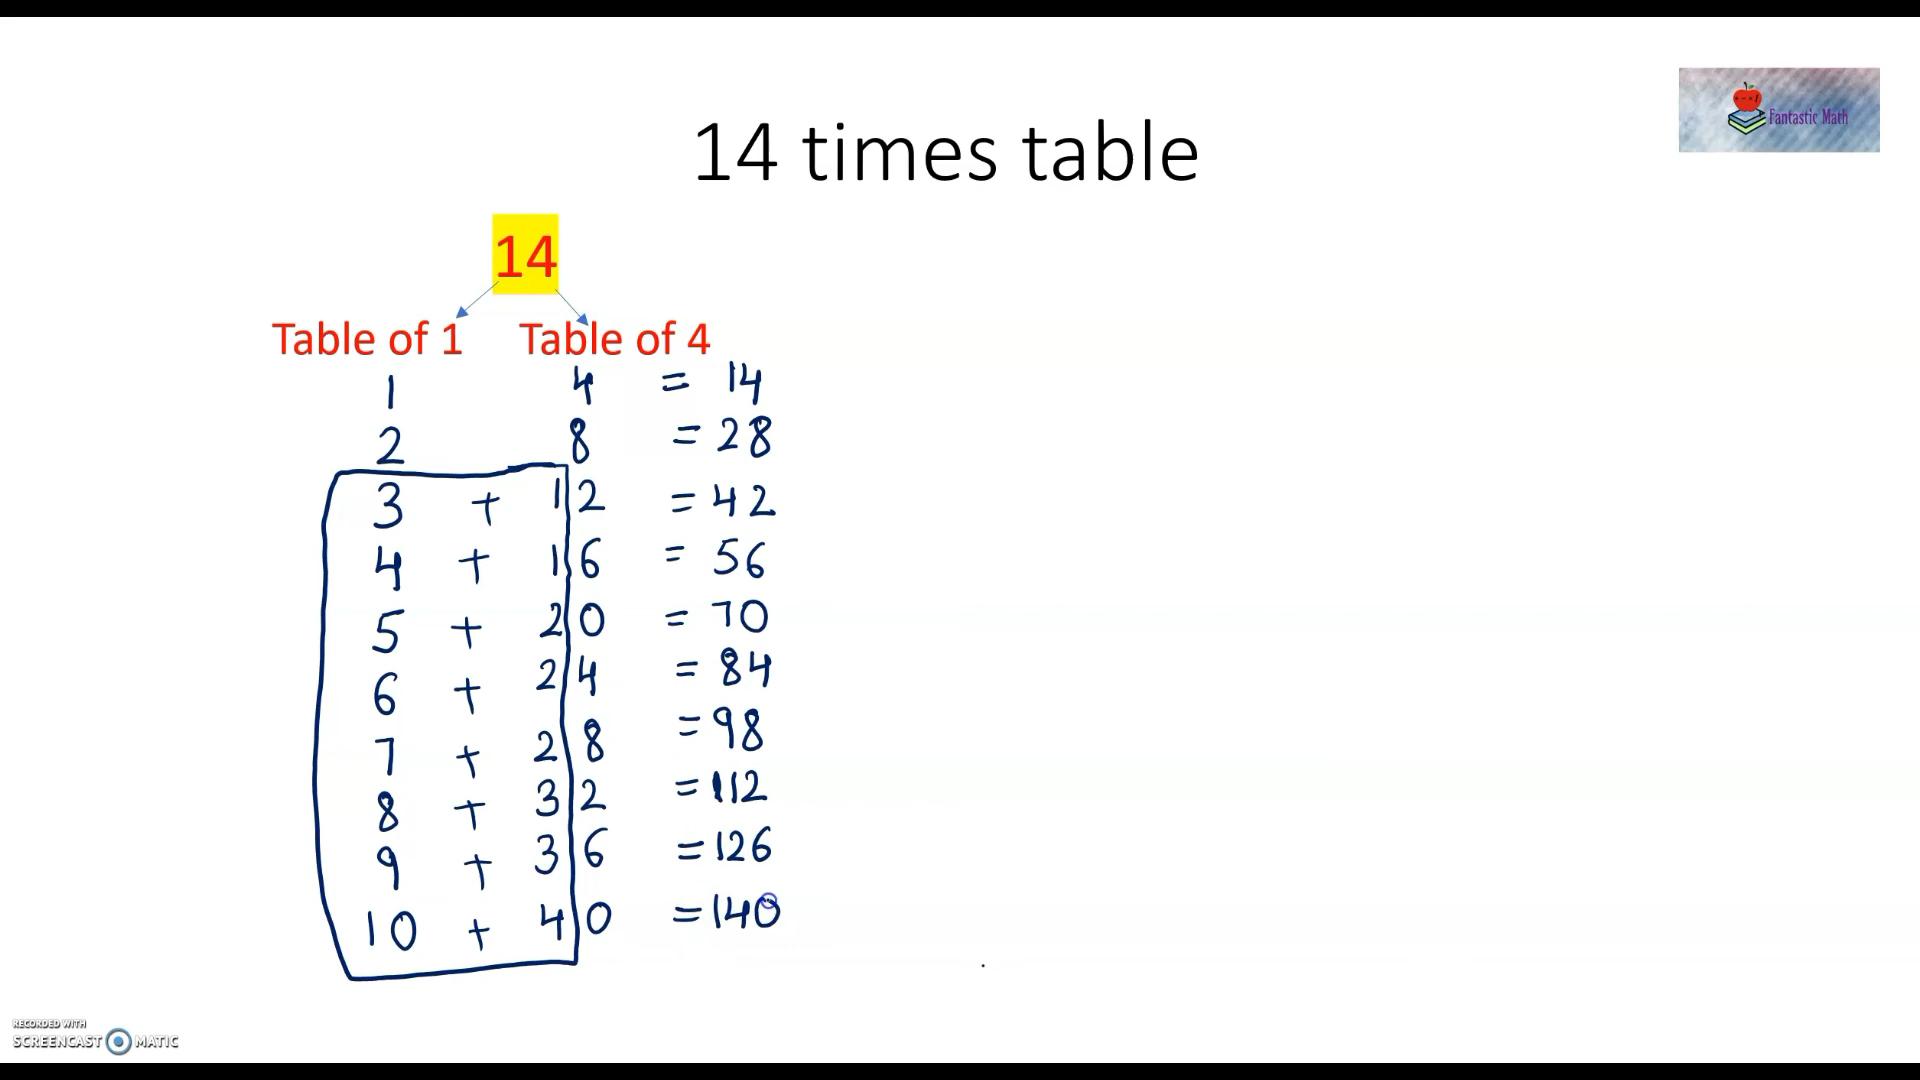 Fantastic Math
14 times table
14
Table of 1 Table of 4
1 4 = 14
2 8 = 28
3 + 12 = 42
4 + 16 = 56
5 + 20 = 70
6 + 24 = 84
7 + 28 = 98
8 + 32 = 112
9 + 36 = 126
10 + 40 = 140
RECORDED WITH
SCREENCAST MATIC